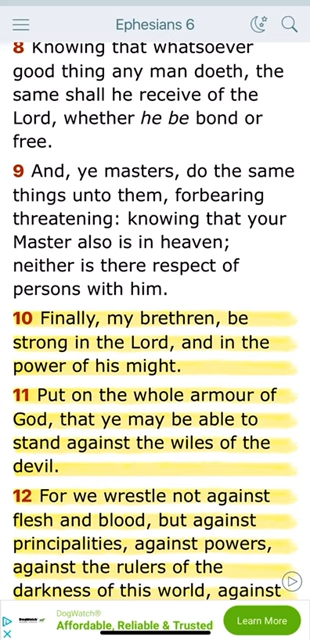 Ephesians 6
8 Knowing that whatsoever
good thing any man doeth, the
same shall he receive of the
Lord, whether he be bond or
free.
9 And, ye masters, do the same
things unto them, forbearing
threatening: knowing that your
Master also is in heaven;
neither is there respect of
persons with him.
10 Finally, my brethren, be
strong in the Lord, and in the
power of his might.
11 Put on the whole armour of
God, that ye may be able to
stand against the wiles of the
devil.
12 For we wrestle not against
flesh and blood, but against
principalities, against powers,
against the rulers of the
darkness of this world, against
DogWatch®
Affordable, Reliable & Trusted
Learn More